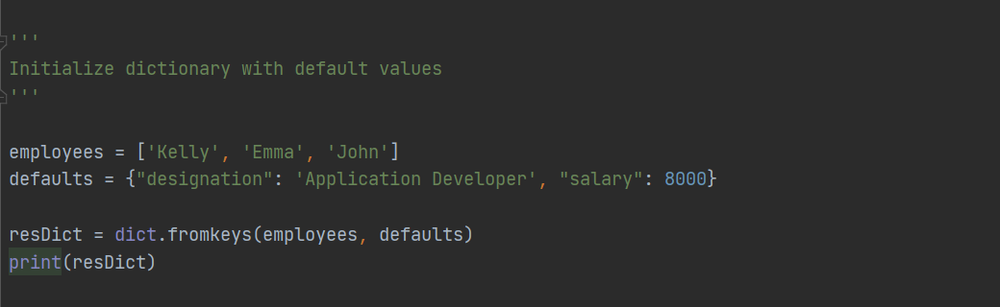 '''
Initialize dictionary with default values
'''
employees = ['Kelly', 'Emma', 'John']
defaults = {"designation": 'Application Developer', "salary": 8000}
resDict = dict.fromkeys(employees, defaults)
print(resDict)